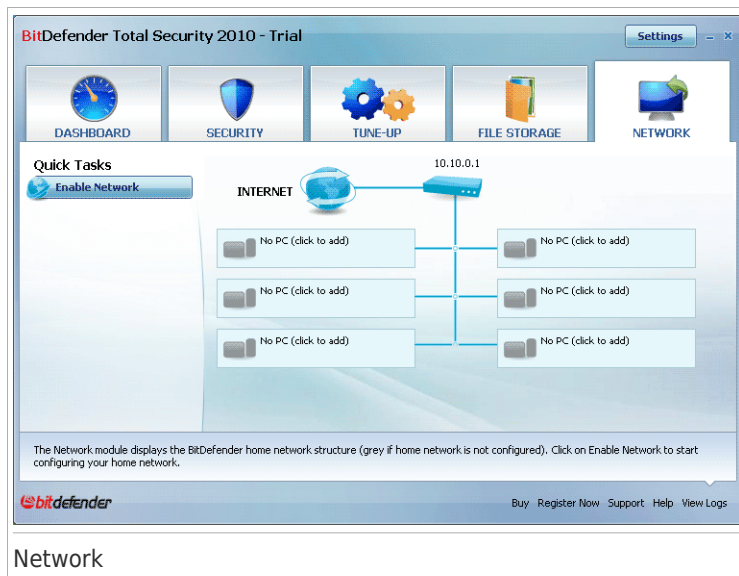 BitDefender Total Security 2010 - Trial
Settings
DASHBOARD
SECURITY
TUNE-UP
FILE STORAGE
NETWORK
Quick Tasks
Enable Network
10.10.0.1
INTERNET
No PC (click to add)
No PC (click to add)
No PC (click to add)
No PC (click to add)
No PC (click to add)
No PC (click to add)
The Network module displays the BitDefender home network structure (grey if home network is not configured). Click on Enable Network to start
configuring your home network.
bitdefender
Buy Register Now Support Help View Logs
Network